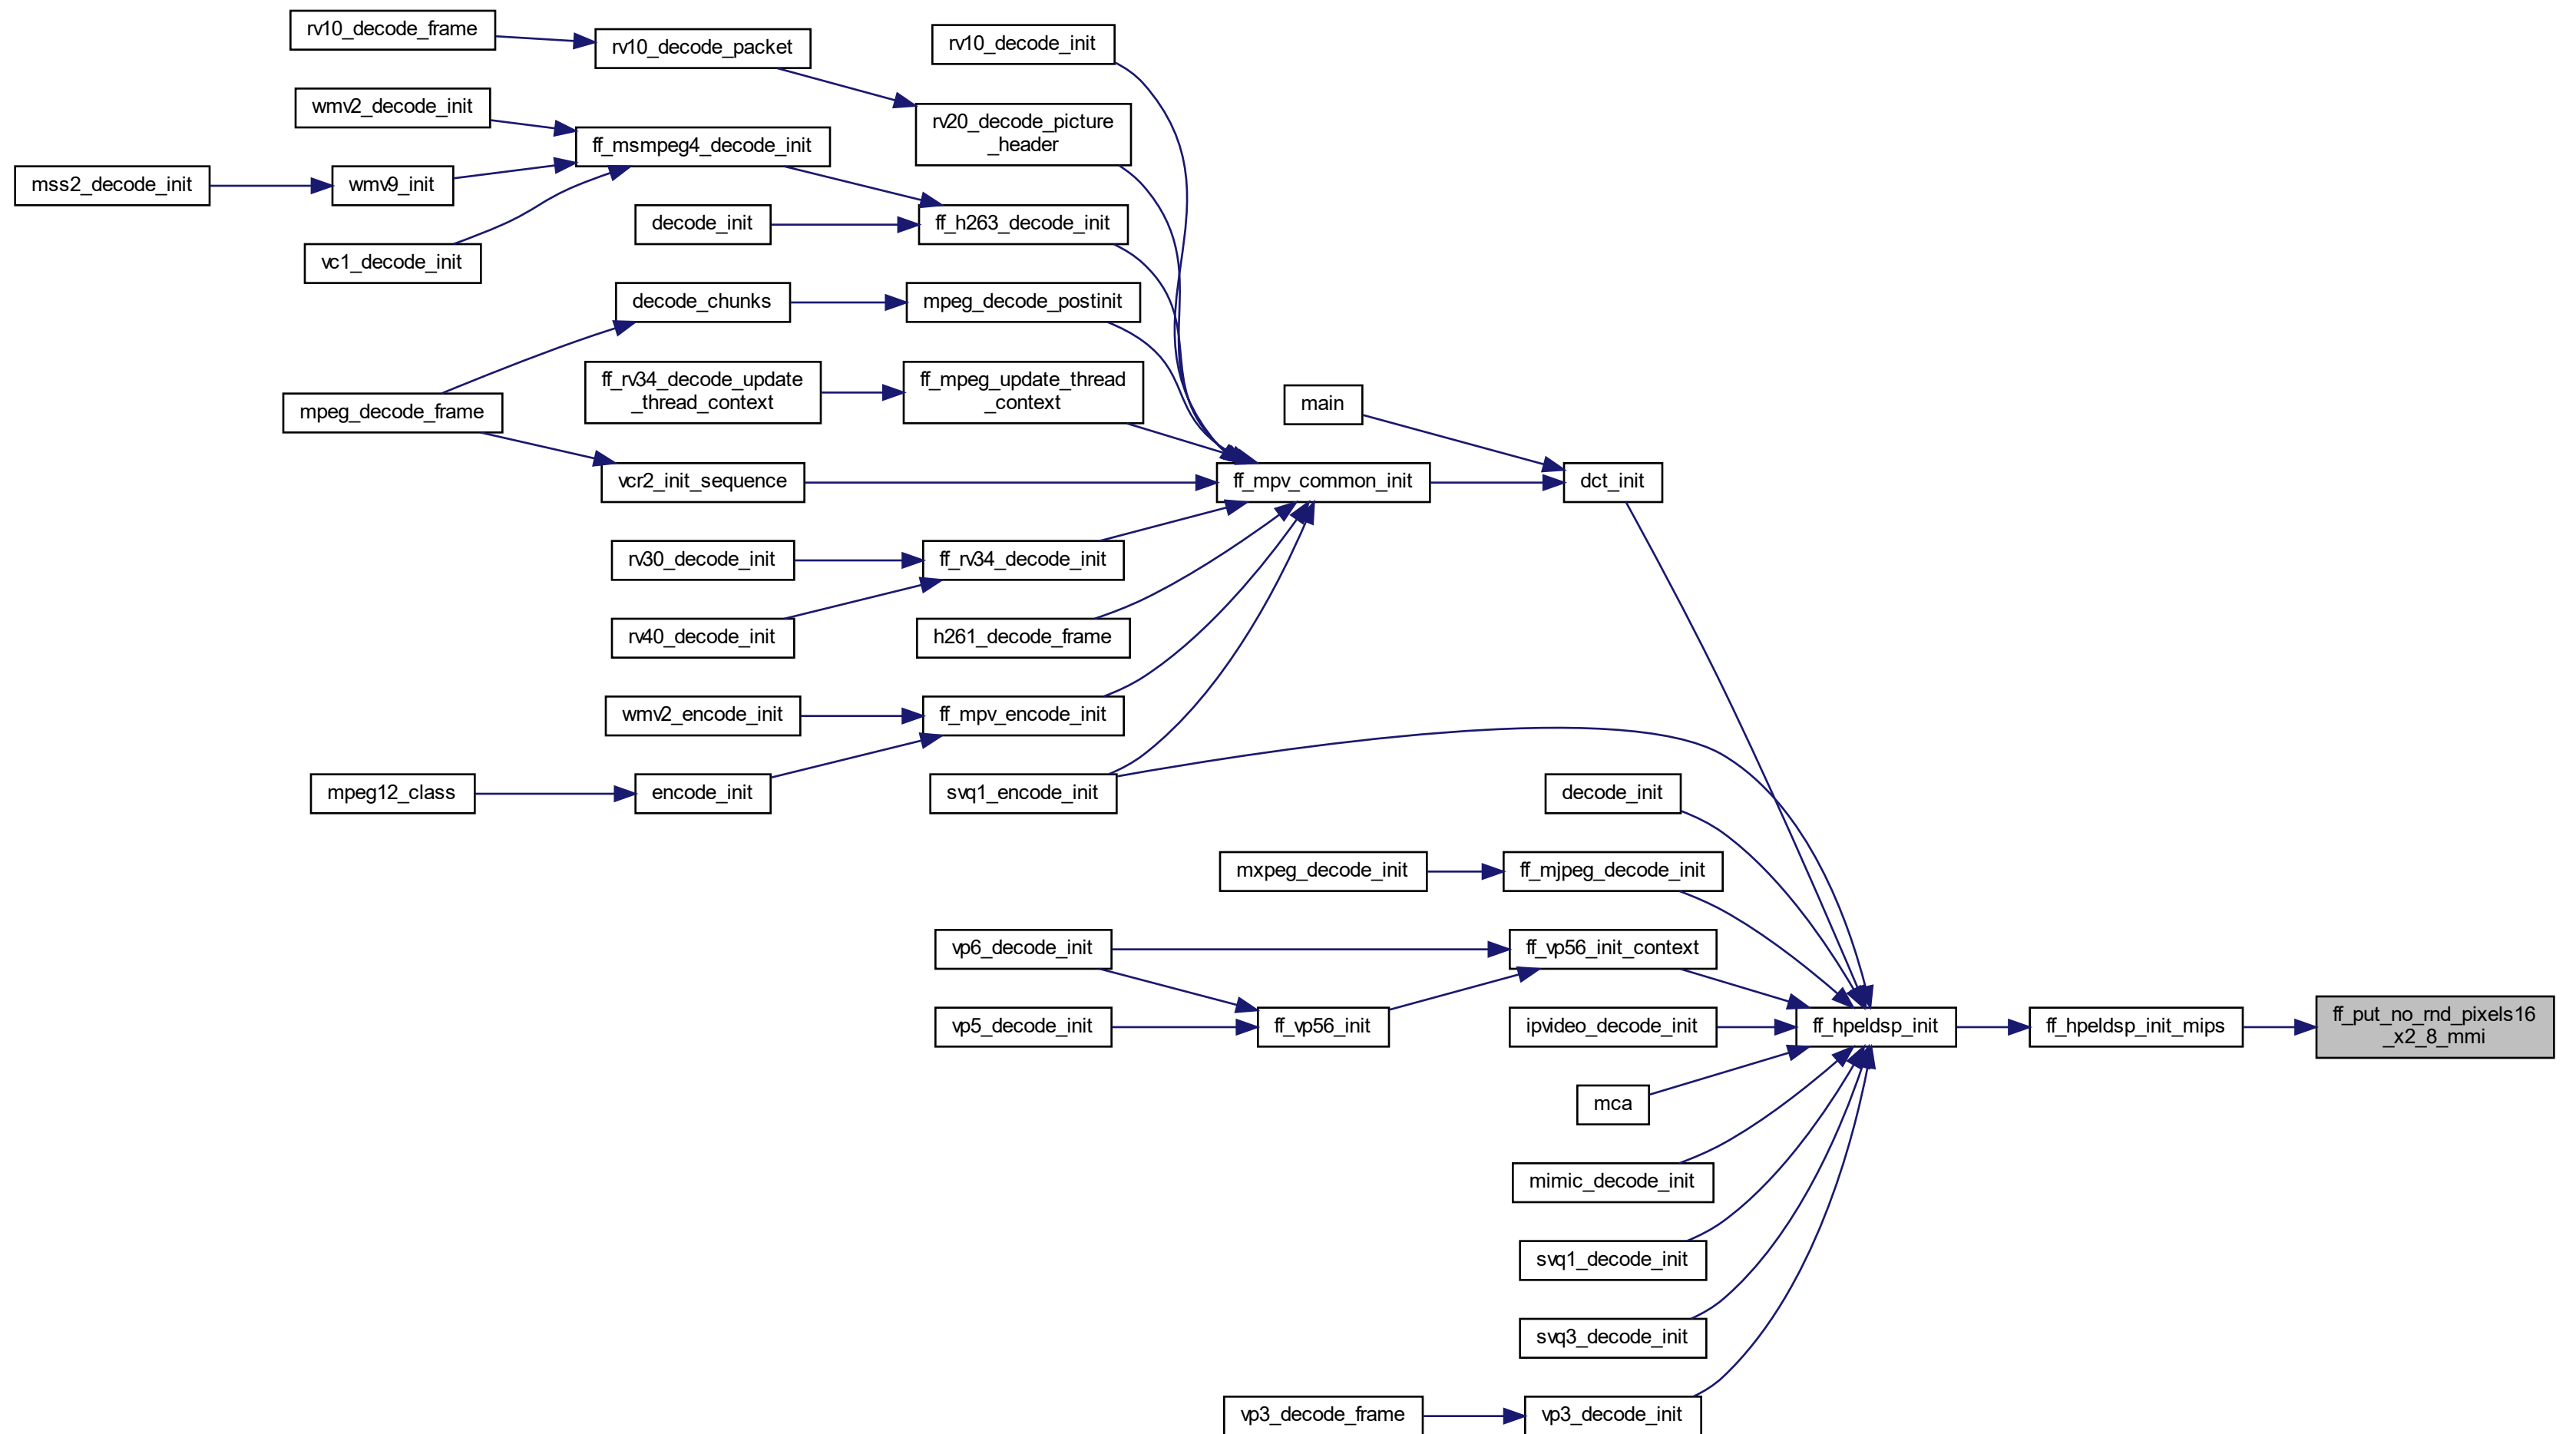 rv10_decode_frame
rv10_decode_packet
rv10_decode_init
wmv2_decode_init
rv20_decode_picture
_header
ff_msmpeg4_decode_init
mss2_decode_init
wmv9_init
decode_init
ff_h263_decode_init
vc1_decode_init
decode_chunks
mpeg_decode_postinit
ff_rv34_decode_update
_thread_context
ff_mpeg_update_thread
_context
main
mpeg_decode_frame
vcr2_init_sequence
ff_mpv_common_init
dct_init
rv30_decode_init
ff_rv34_decode_init
rv40_decode_init
h261_decode_frame
wmv2_encode_init
ff_mpv_encode_init
mpeg12_class
encode_init
svq1_encode_init
decode_init
mxpeg_decode_init
ff_mjpeg_decode_init
vp6_decode_init
ff_vp56_init_context
vp5_decode_init
ff_vp56_init
ipvideo_decode_init
ff_hpeldsp_init
ff_hpeldsp_init_mips
ff_put_no_rnd_pixels16
_x2_8_mmi
mca
mimic_decode_init
svq1_decode_init
svq3_decode_init
vp3_decode_frame
vp3_decode_init